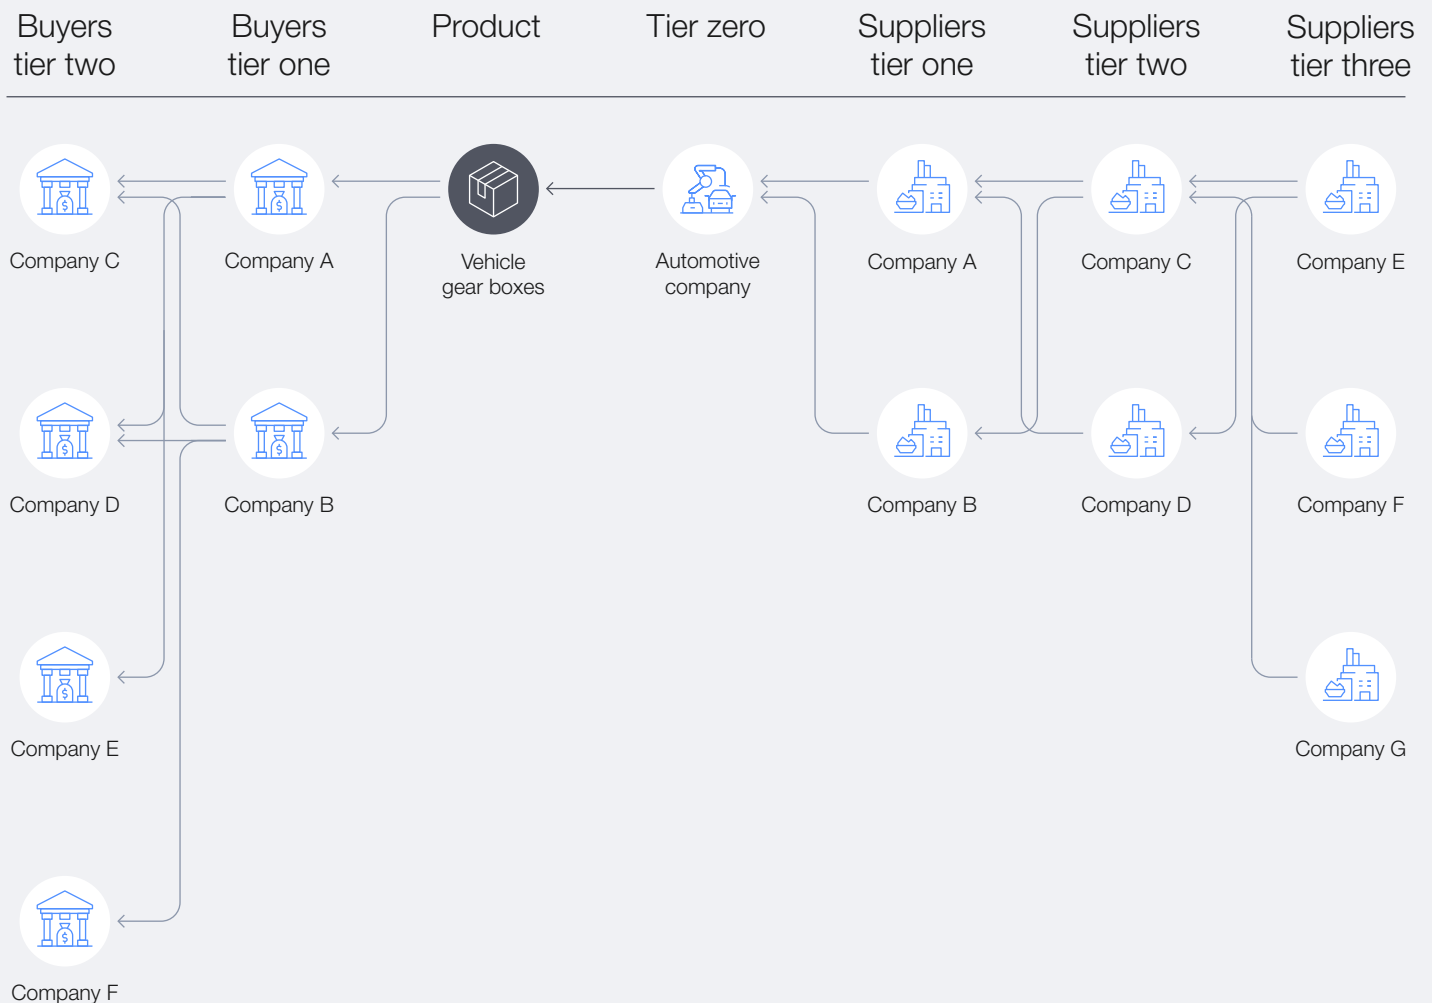 Buyers
tier two
Buyers
tier one
Product
Tier zero
Suppliers
tier one
Suppliers
tier two
Suppliers
tier three
Company C
Company A
Vehicle
gear boxes
Automotive
company
Company A
Company C
Company E
Company D
Company B
Company B
Company D
Company F
Company E
Company G
Company F